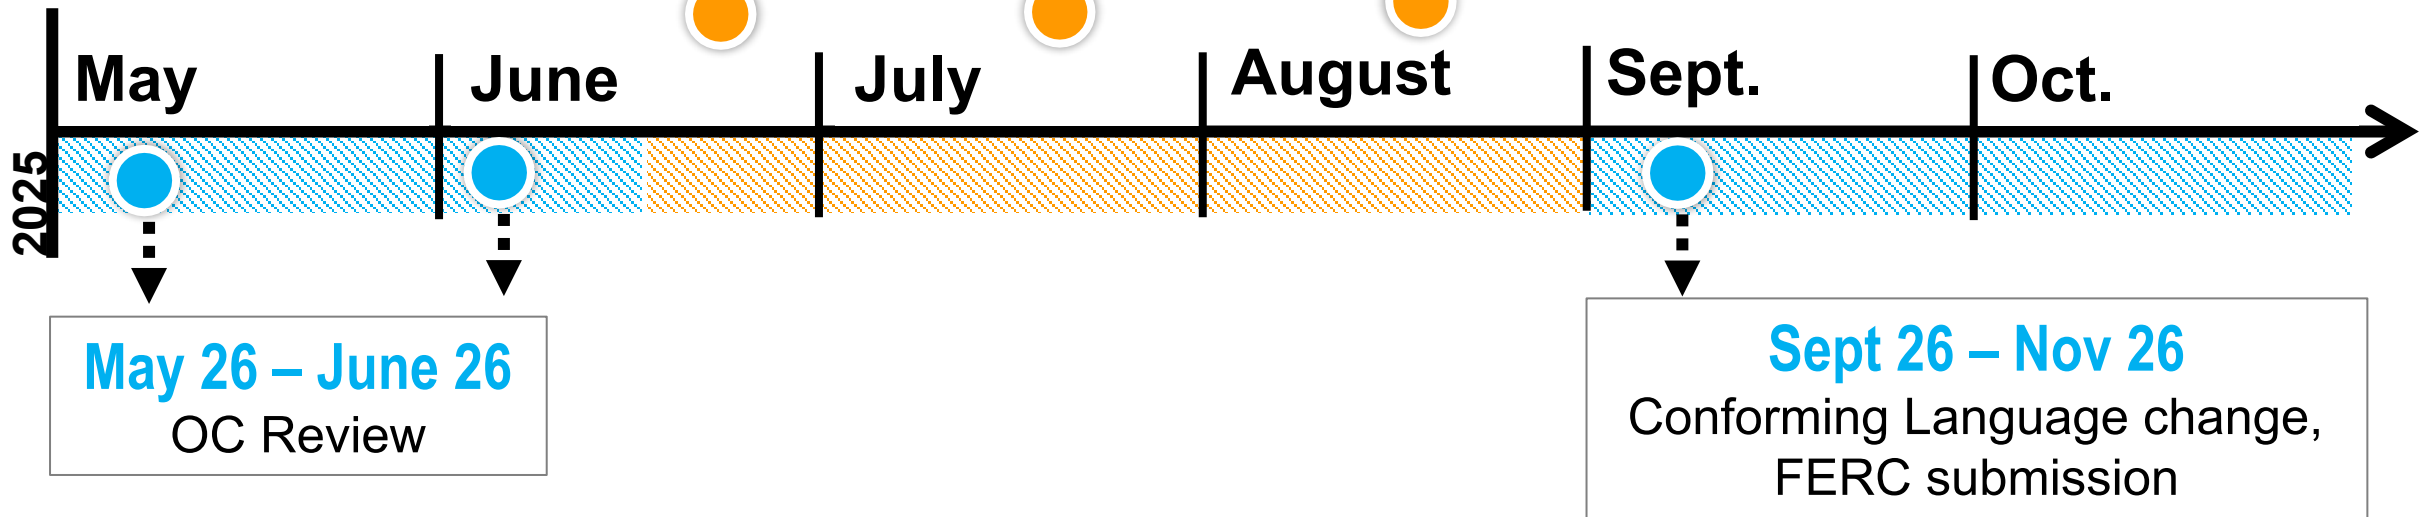 May
June
July
August
Sept.
Oct.
2025
May 26 – June 26
OC Review
Sept 26 – Nov 26
Conforming Language change,
FERC submission